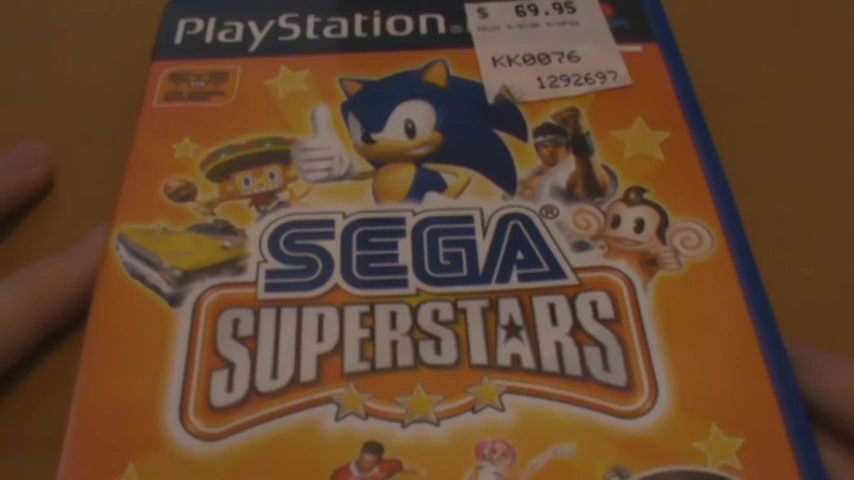 PlayStation
$ 69.95
KK0076
1292697
SEGA®
SUPERSTARS